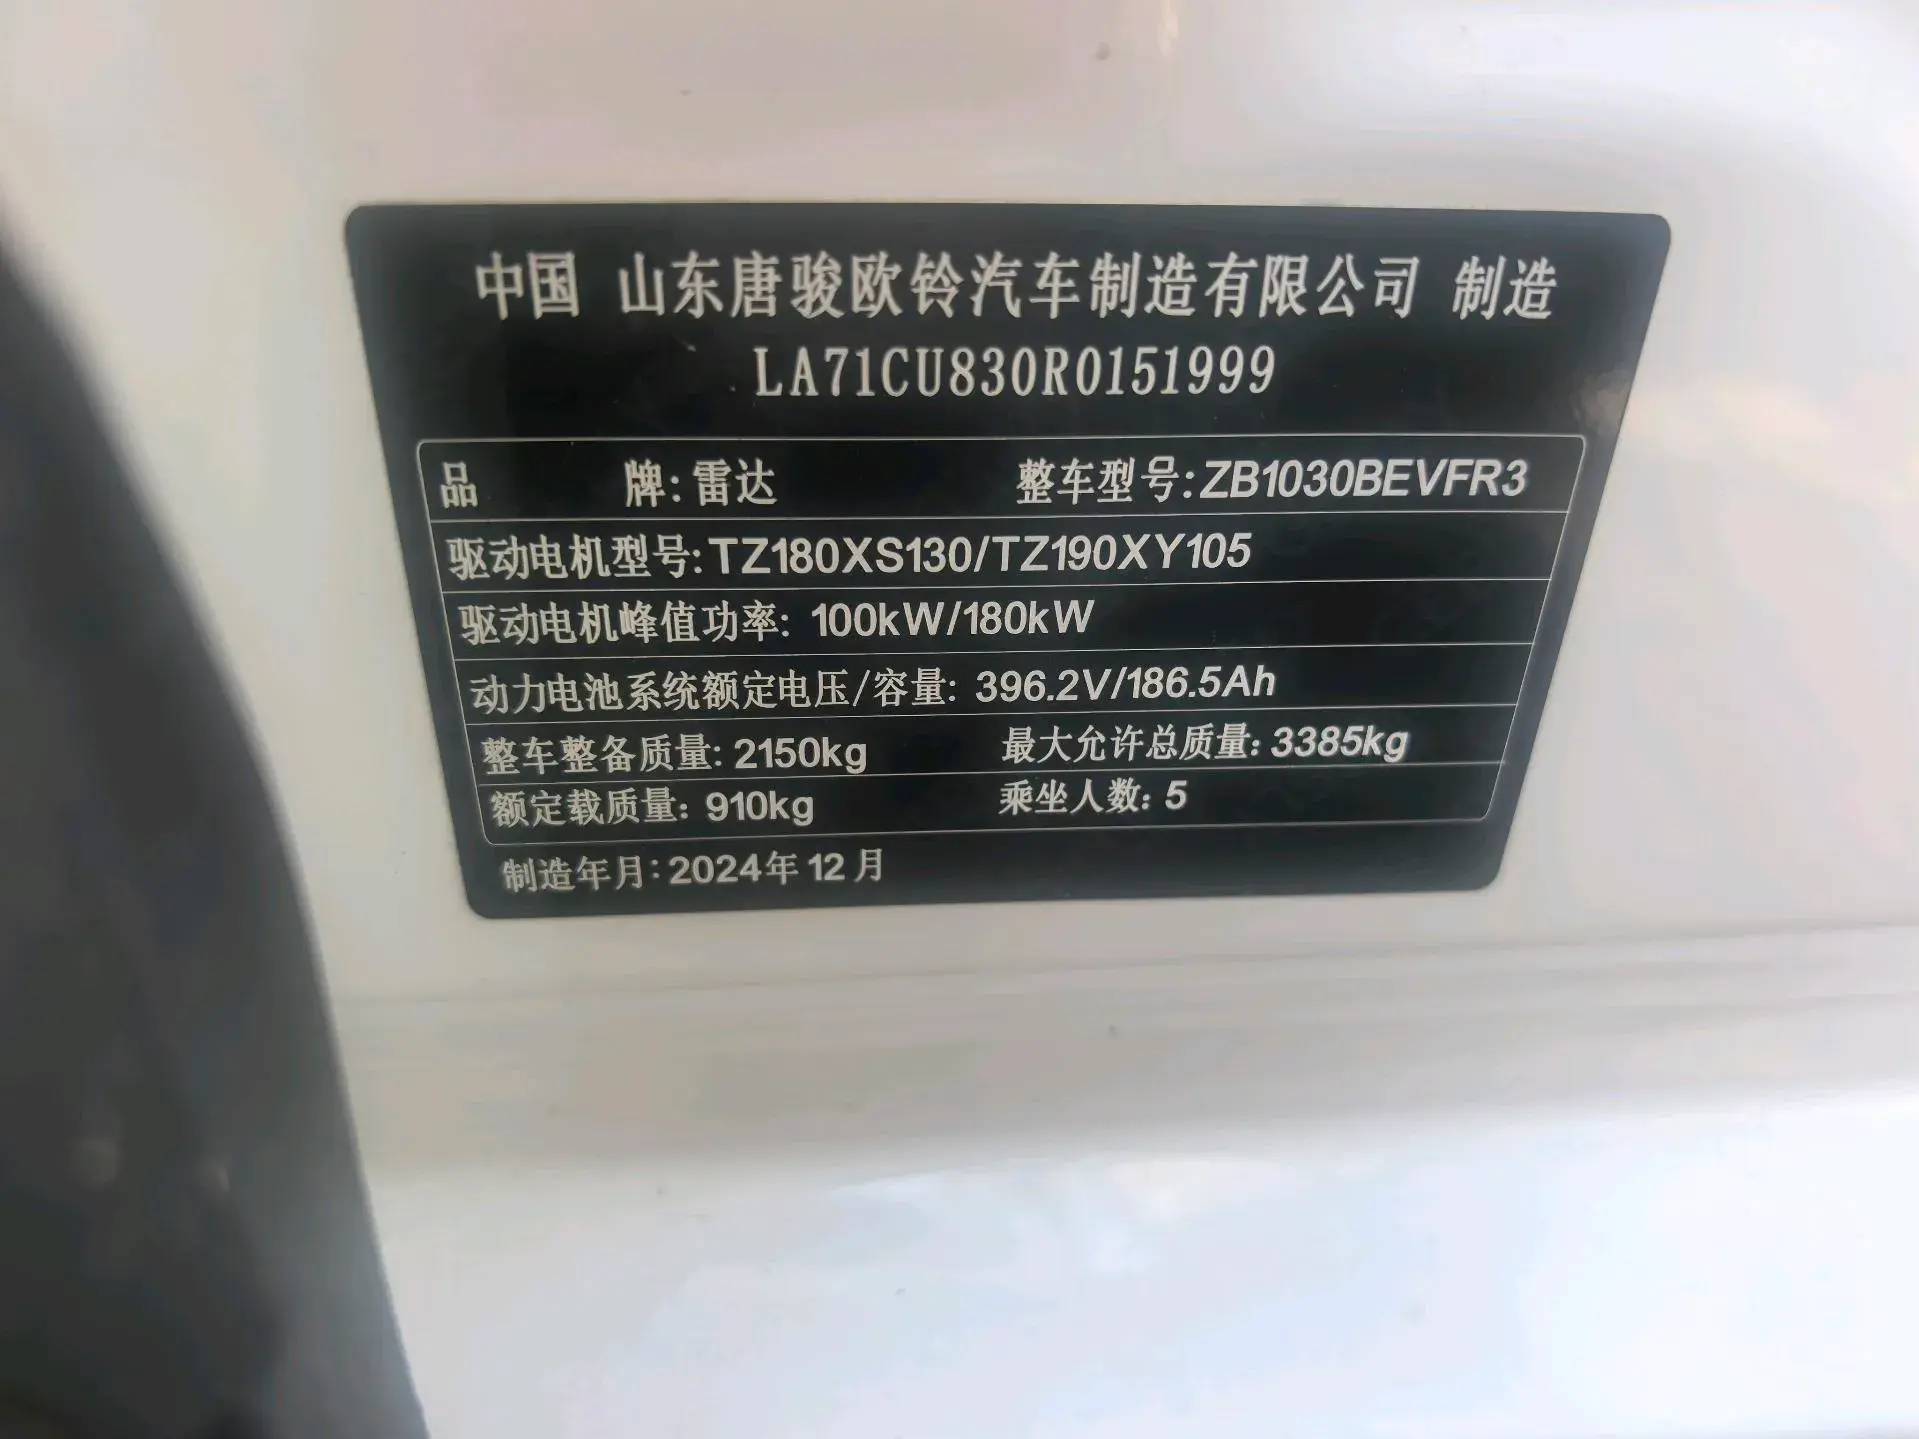 中国 山东唐骏欧铃汽车制造有限公司 制造
LA71CU830R0151999
品 牌: 雷达 整车型号: ZB1030BEVFR3
驱动电机型号: TZ180XS130/TZ190XY105
驱动电机峰值功率: 100kW/180kW
动力电池系统额定电压/容量: 396.2V/186.5Ah
整车整备质量: 2150kg 最大允许总质量: 3385kg
额定载质量: 910kg 乘坐人数: 5
制造年月: 2024年12月